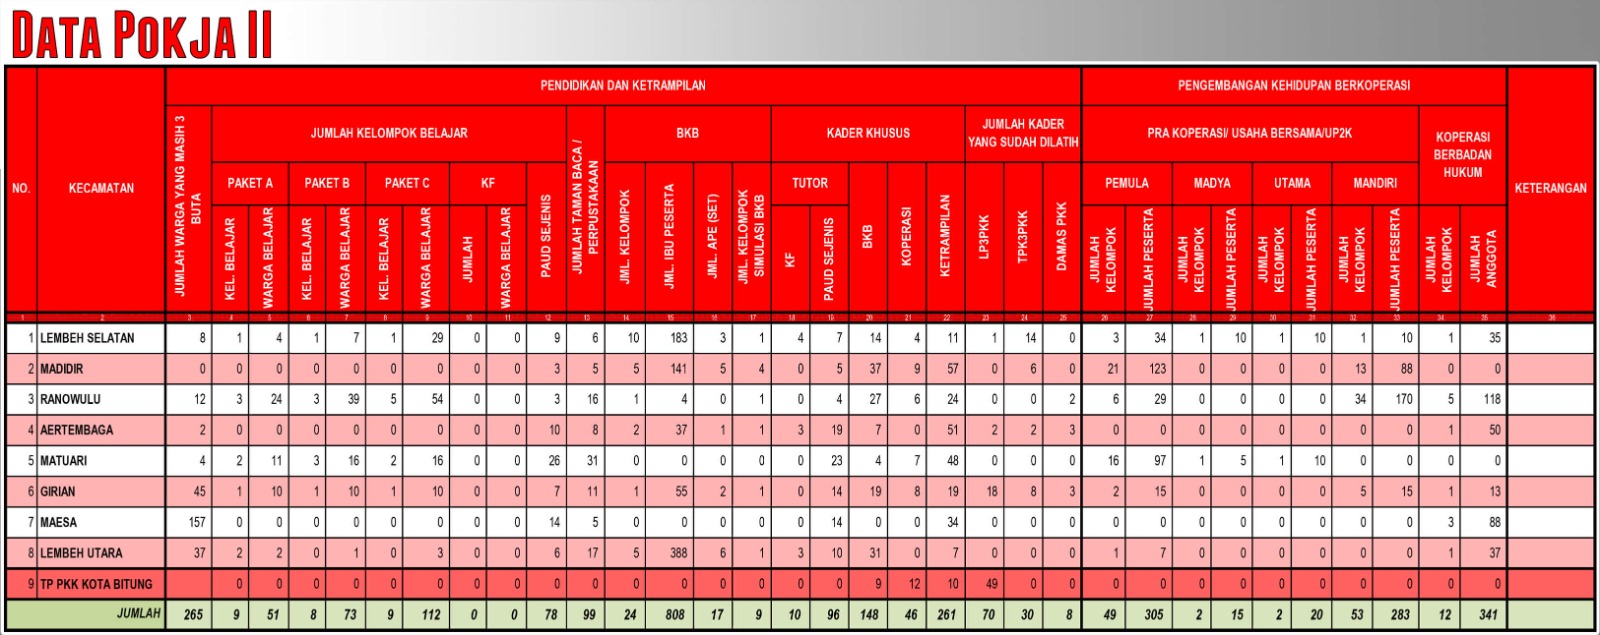 DATA POKJA II
NO.
KECAMATAN
PENDIDIKAN DAN KETRAMPILAN
PENGEMBANGAN KEHIDUPAN BERKOPERASI
KETERANGAN
JUMLAH WARGA YANG MASIH 3 BUTA
JUMLAH KELOMPOK BELAJAR
JUMLAH TAMAN BACA / PERPUSTAKAAN
BKB
KADER KHUSUS
JUMLAH KADER YANG SUDAH DILATIH
PRA KOPERASI/ USAHA BERSAMA/UP2K
KOPERASI BERBADAN HUKUM
PAKET A PAKET B PAKET C KF PAUD SEJENIS
TUTOR
PEMULA MADYA UTAMA MANDIRI
KEL. BELAJAR WARGA BELAJAR KEL. BELAJAR WARGA BELAJAR KEL. BELAJAR WARGA BELAJAR JUMLAH WARGA BELAJAR
JML. KELOMPOK JML. IBU PESERTA JML. APE (SET) JML. KELOMPOK SIMULASI BKB
KF PAUD SEJENIS BKB KOPERASI KETRAMPILAN
LP3PKK TPK3PKK DAMAS PKK
JUMLAH KELOMPOK JUMLAH PESERTA JUMLAH KELOMPOK JUMLAH PESERTA JUMLAH KELOMPOK JUMLAH PESERTA JUMLAH KELOMPOK JUMLAH PESERTA JUMLAH KELOMPOK JUMLAH ANGGOTA
1 2 3 4 5 6 7 8 9 10 11 12 13 14 15 16 17 18 19 20 21 22 23 24 25 26 27 28 29 30 31 32 33 34 35 36
1 LEMBEH SELATAN 8 1 4 1 7 1 29 0 0 9 6 10 183 3 1 4 7 14 4 11 1 14 0 3 34 1 10 1 10 1 10 1 35
2 MADIDIR 0 0 0 0 0 0 0 0 0 3 5 5 141 5 4 0 5 37 9 57 0 6 0 21 123 0 0 0 0 13 88 0 0
3 RANOWULU 12 3 24 3 39 5 54 0 0 3 16 1 4 0 1 0 4 27 6 24 0 0 2 6 29 0 0 0 0 34 170 5 118
4 AERTEMBAGA 2 0 0 0 0 0 0 0 0 10 8 2 37 1 1 3 19 7 0 51 2 2 3 0 0 0 0 0 0 0 0 1 50
5 MATUARI 4 2 11 3 16 2 16 0 0 26 31 0 0 0 0 0 23 4 7 48 0 0 0 16 97 1 5 1 10 0 0 0 0
6 GIRIAN 45 1 10 1 10 1 10 0 0 7 11 1 55 2 1 0 14 19 8 19 18 8 3 2 15 0 0 0 0 5 15 1 13
7 MAESA 157 0 0 0 0 0 0 0 0 14 5 0 0 0 0 0 14 0 0 34 0 0 0 0 0 0 0 0 0 0 0 3 88
8 LEMBEH UTARA 37 2 2 0 1 0 3 0 0 6 17 5 388 6 1 3 10 31 0 7 0 0 0 1 7 0 0 0 0 0 0 1 37
9 TP PKK KOTA BITUNG 0 0 0 0 0 0 0 0 0 0 0 0 0 0 0 0 9 12 10 49 0 0 0 0 0 0 0 0 0 0 0 0
JUMLAH 265 9 51 8 73 9 112 0 0 78 99 24 808 17 9 10 96 148 46 261 70 30 8 49 305 2 15 2 20 53 283 12 341